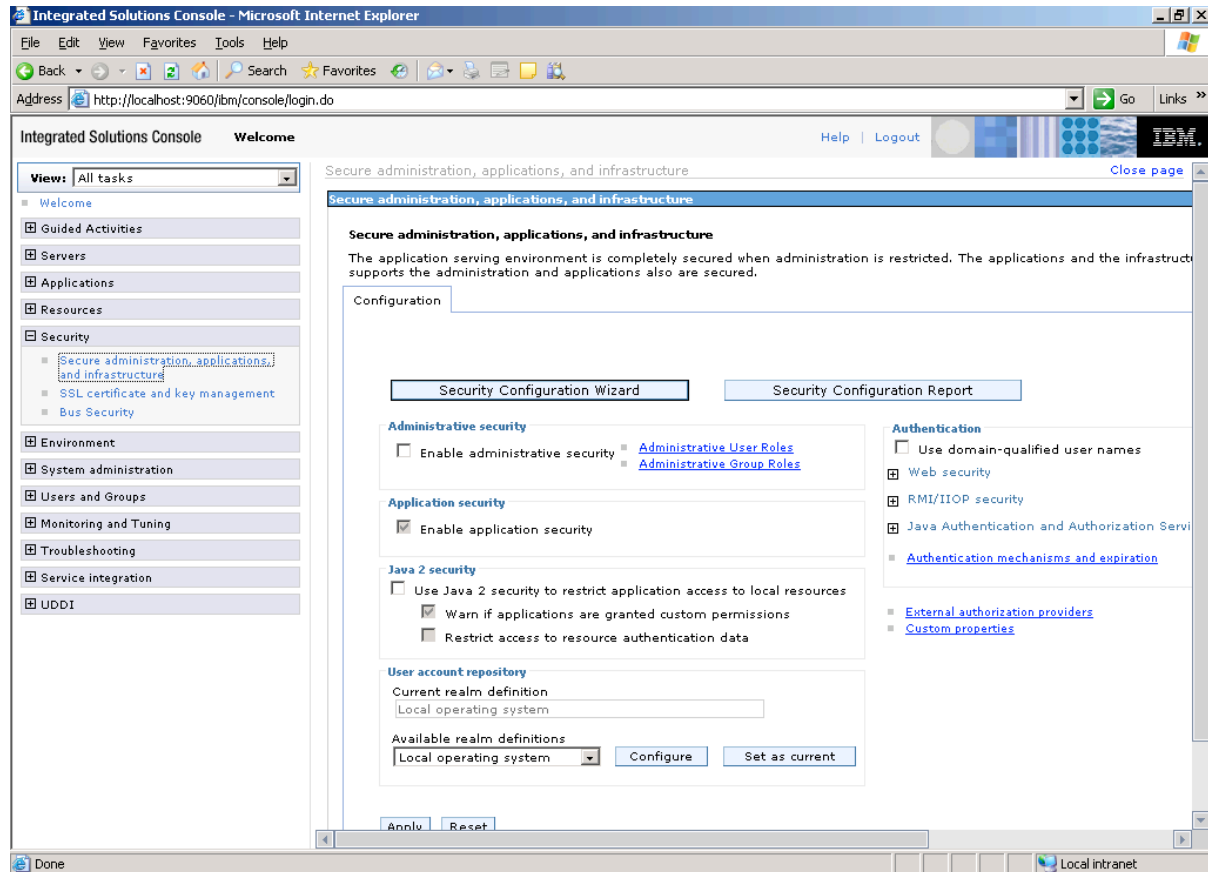 Integrated Solutions Console - Microsoft Internet Explorer
File Edit View Favorites Tools Help
Back Search Favorites
Address http://localhost:9060/ibm/console/login.do Go Links »
Integrated Solutions Console Welcome Help | Logout IBM.
View: All tasks
Welcome
Guided Activities
Servers
Applications
Resources
Security
Secure administration, applications,
and infrastructure
SSL certificate and key management
Bus Security
Environment
System administration
Users and Groups
Monitoring and Tuning
Troubleshooting
Service integration
UDDI
Secure administration, applications, and infrastructure Close page
Secure administration, applications, and infrastructure
Secure administration, applications, and infrastructure
The application serving environment is completely secured when administration is restricted. The applications and the infrastruct
supports the administration and applications also are secured.
Configuration
Security Configuration Wizard Security Configuration Report
Administrative security
Enable administrative security
Administrative User Roles
Administrative Group Roles
Application security
Enable application security
Java 2 security
Use Java 2 security to restrict application access to local resources
Warn if applications are granted custom permissions
Restrict access to resource authentication data
User account repository
Current realm definition
Local operating system
Available realm definitions
Local operating system Configure Set as current
Apply Reset
Authentication
Use domain-qualified user names
Web security
RMI/IIOP security
Java Authentication and Authorization Servi
Authentication mechanisms and expiration
External authorization providers
Custom properties
Done Local intranet